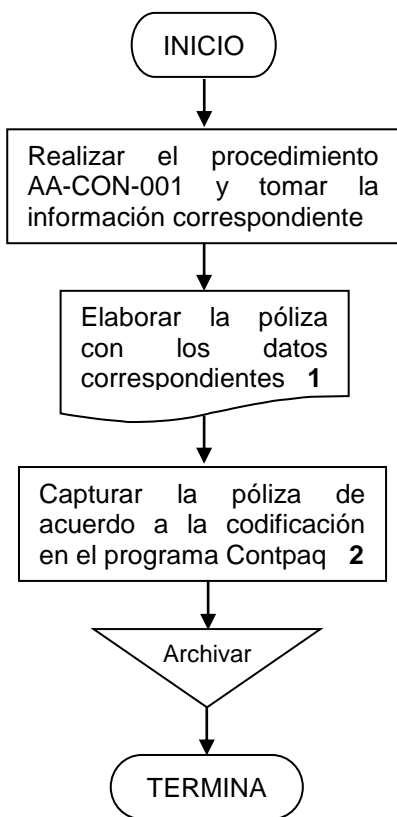 INICIO
Realizar el procedimiento
AA-CON-001 y tomar la
información correspondiente
Elaborar la póliza
con los datos
correspondientes 1
Capturar la póliza de
acuerdo a la codificación
en el programa Contpaq 2
Archivar
TERMINA